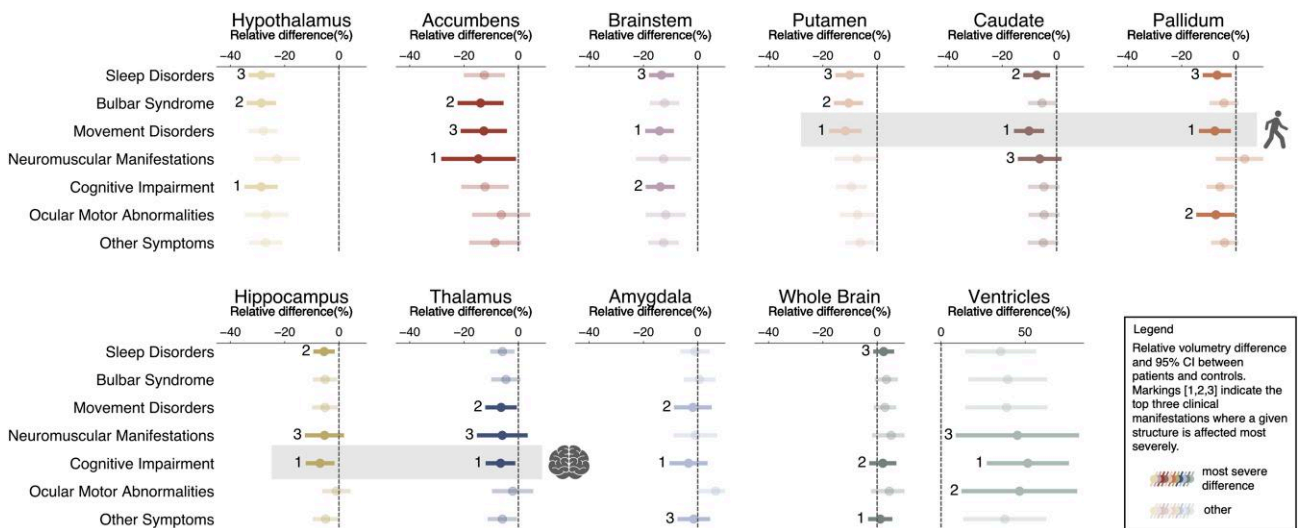 Hypothalamus Accumbens Brainstem Putamen Caudate Pallidum
Relative difference(%) Relative difference(%) Relative difference(%) Relative difference(%) Relative difference(%) Relative difference(%)
−40 −20 0 −40 −20 0 −40 −20 0 −40 −20 0 −40 −20 0 −40 −20 0
Sleep Disorders 3 3 3 2 3
Bulbar Syndrome 2 2 2
Movement Disorders 3 1 1 1 1
Neuromuscular Manifestations 1 3
Cognitive Impairment 1 2
Ocular Motor Abnormalities 2
Other Symptoms
Hippocampus Thalamus Amygdala Whole Brain Ventricles
Relative difference(%) Relative difference(%) Relative difference(%) Relative difference(%) Relative difference(%)
−40 −20 0 −40 −20 0 −40 −20 0 −40 −20 0 0 50
Sleep Disorders 2 3
Bulbar Syndrome
Movement Disorders 2 2
Neuromuscular Manifestations 3 3 3
Cognitive Impairment 1 1 1 2 1
Ocular Motor Abnormalities 2
Other Symptoms 3 1
Legend
Relative volumetry difference
and 95% CI between
patients and controls.
Markings [1,2,3] indicate the
top three clinical
manifestations where a given
structure is affected most
severely.
most severe
difference
other